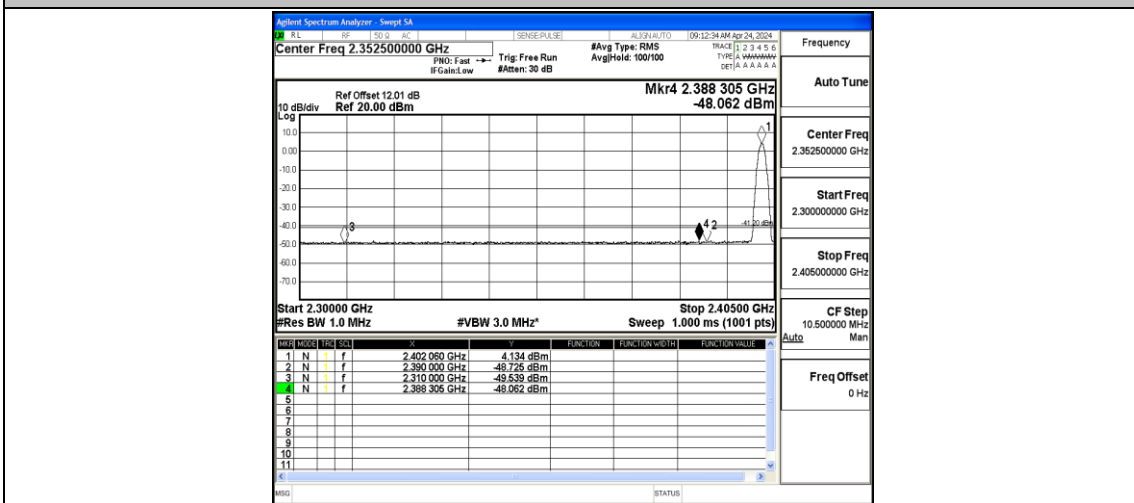 Agilent Spectrum Analyzer - Swept SA
RL RF 50 Ω AC SENSE:PULSE ALIGN AUTO 09:12:34 AM Apr 24, 2024
Center Freq 2.352500000 GHz
PNO: Fast
IFGain:Low
Trig: Free Run
#Atten: 30 dB
#Avg Type: RMS
Avg|Hold: 100/100
TRACE 1 2 3 4 5 6
TYPE A WWWWW
DET A A A A A A
Ref Offset 12.01 dB
10 dB/div Ref 20.00 dBm
Log
Mkr4 2.388 305 GHz
-48.062 dBm
10.0
0.00
-10.0
-20.0
-30.0
-40.0
-50.0
-60.0
-70.0
1
3
4 2
-41.20 dBm
Start 2.30000 GHz Stop 2.40500 GHz
#Res BW 1.0 MHz #VBW 3.0 MHz* Sweep 1.000 ms (1001 pts)
MKR MODE TRC SCL X Y FUNCTION FUNCTION WIDTH FUNCTION VALUE
1 N 1 f 2.402 060 GHz 4.134 dBm
2 N 1 f 2.390 000 GHz -48.725 dBm
3 N 1 f 2.310 000 GHz -49.539 dBm
4 N 1 f 2.388 305 GHz -48.062 dBm
5
6
7
8
9
10
11
MSG STATUS
Frequency
Auto Tune
Center Freq
2.352500000 GHz
Start Freq
2.300000000 GHz
Stop Freq
2.405000000 GHz
CF Step
10.500000 MHz
Auto Man
Freq Offset
0 Hz